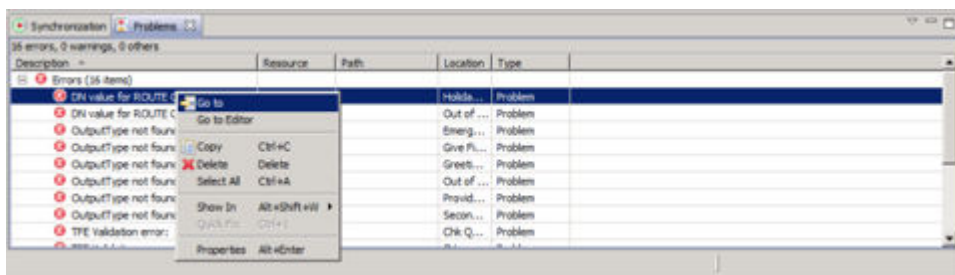 Synchronization Problems
16 errors, 0 warnings, 0 others
Description Resource Path Location Type
Errors (16 items)
DN value for ROUTE Holida... Problem
DN value for ROUTE C Out of ... Problem
OutputType not found Emerg... Problem
OutputType not foun Give Fi... Problem
OutputType not foun Greeti... Problem
OutputType not foun Out of ... Problem
OutputType not foun Provid... Problem
OutputType not foun Secon... Problem
TFE Validation error: Chk Q... Problem
Go to
Go to Editor
Copy Ctrl+C
Delete Delete
Select All Ctrl+A
Show In Alt+Shift+W
Quick Fix Ctrl+1
Properties Alt+Enter